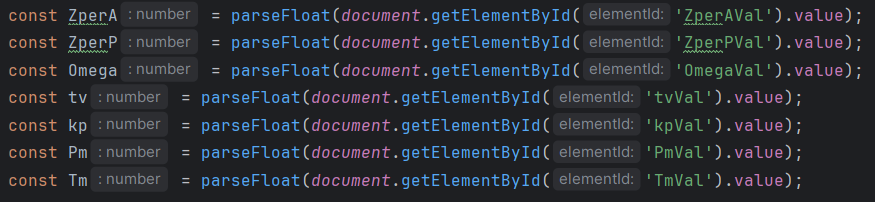 const ZperA : number = parseFloat(document.getElementById( elementId: 'ZperAVal').value);
const ZperP : number = parseFloat(document.getElementById( elementId: 'ZperPVal').value);
const Omega : number = parseFloat(document.getElementById( elementId: 'OmegaVal').value);
const tv : number = parseFloat(document.getElementById( elementId: 'tvVal').value);
const kp : number = parseFloat(document.getElementById( elementId: 'kpVal').value);
const Pm : number = parseFloat(document.getElementById( elementId: 'PmVal').value);
const Tm : number = parseFloat(document.getElementById( elementId: 'TmVal').value);